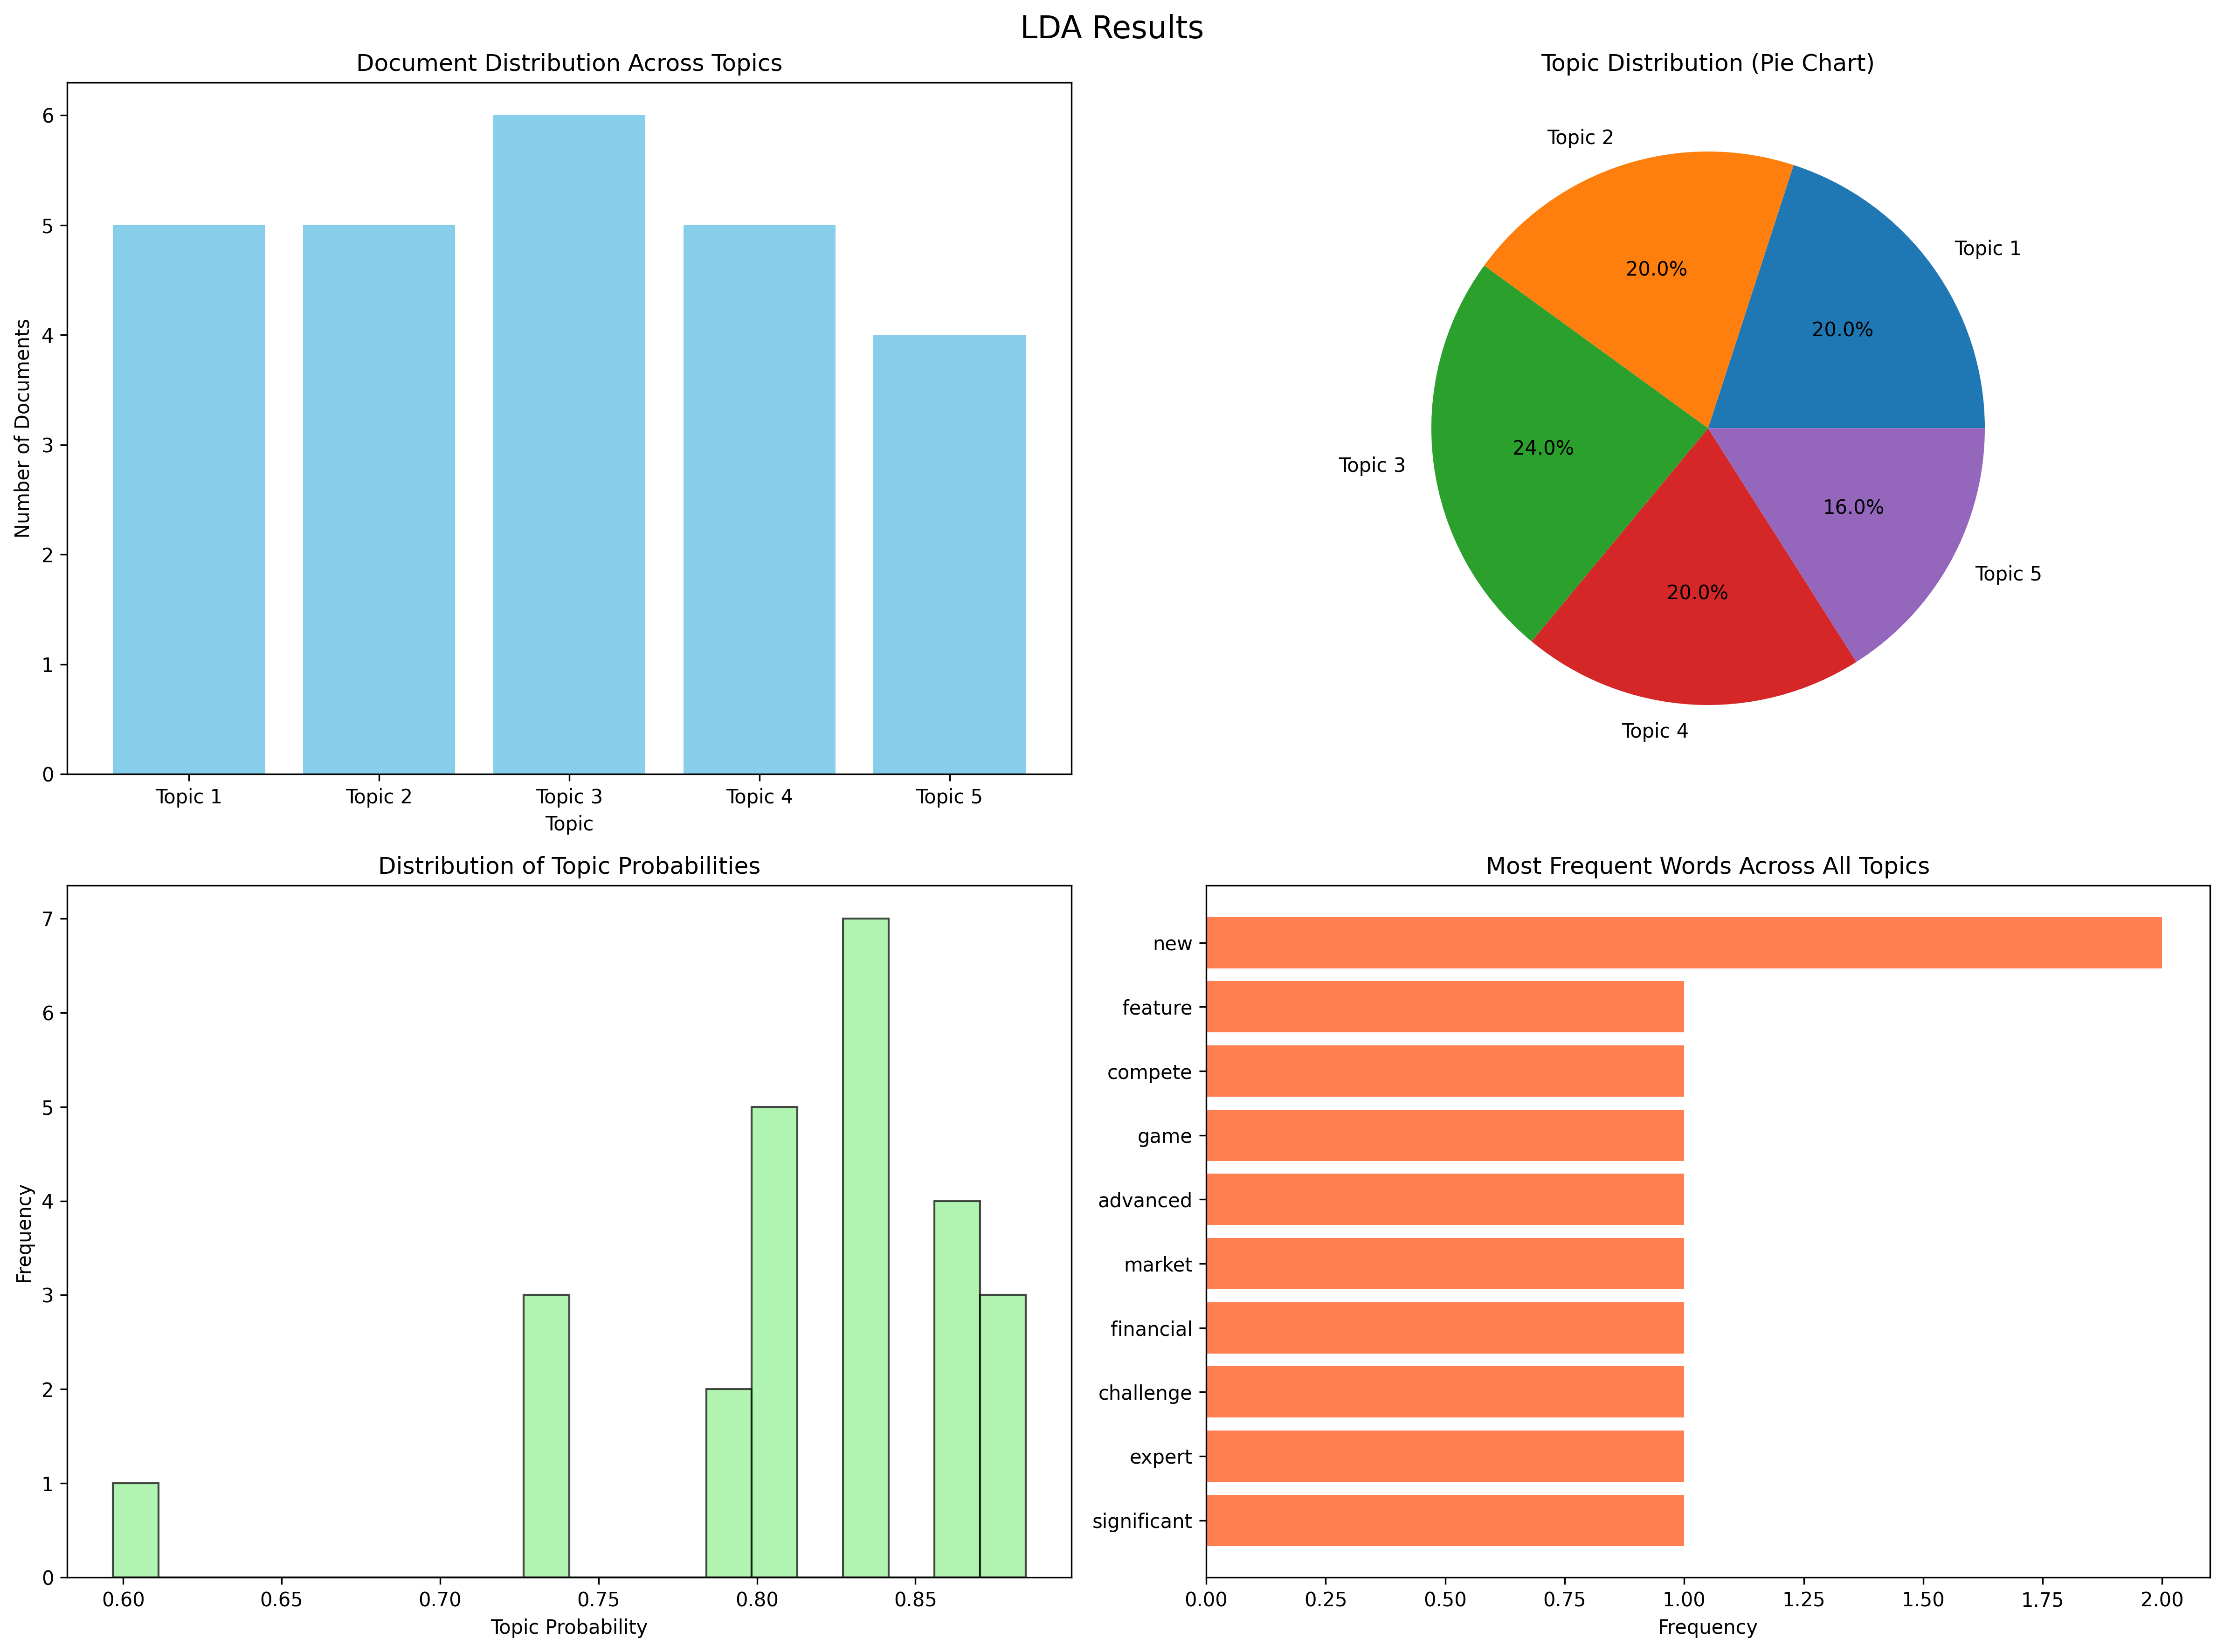 LDA Results
Document Distribution Across Topics
Number of Documents
6
5
4
3
2
1
0
Topic 1 Topic 2 Topic 3 Topic 4 Topic 5
Topic
Topic Distribution (Pie Chart)
Topic 1
20.0%
Topic 2
20.0%
Topic 3
24.0%
Topic 4
20.0%
Topic 5
16.0%
Distribution of Topic Probabilities
Frequency
7
6
5
4
3
2
1
0
0.60 0.65 0.70 0.75 0.80 0.85
Topic Probability
Most Frequent Words Across All Topics
new
feature
compete
game
advanced
market
financial
challenge
expert
significant
0.00 0.25 0.50 0.75 1.00 1.25 1.50 1.75 2.00
Frequency